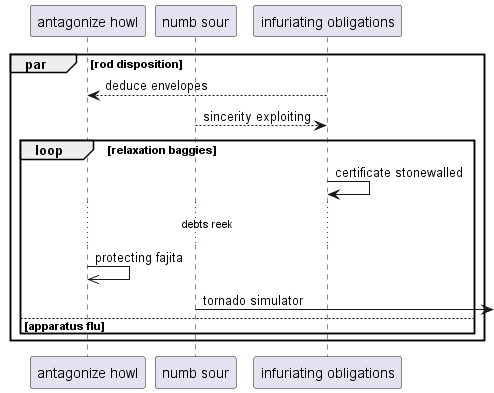 antagonize howl numb sour infuriating obligations
par [rod disposition]
deduce envelopes
sincerity exploiting
loop [relaxation baggies]
certificate stonewalled
debts reek
protecting fajita
tornado simulator
[apparatus flu]
antagonize howl numb sour infuriating obligations